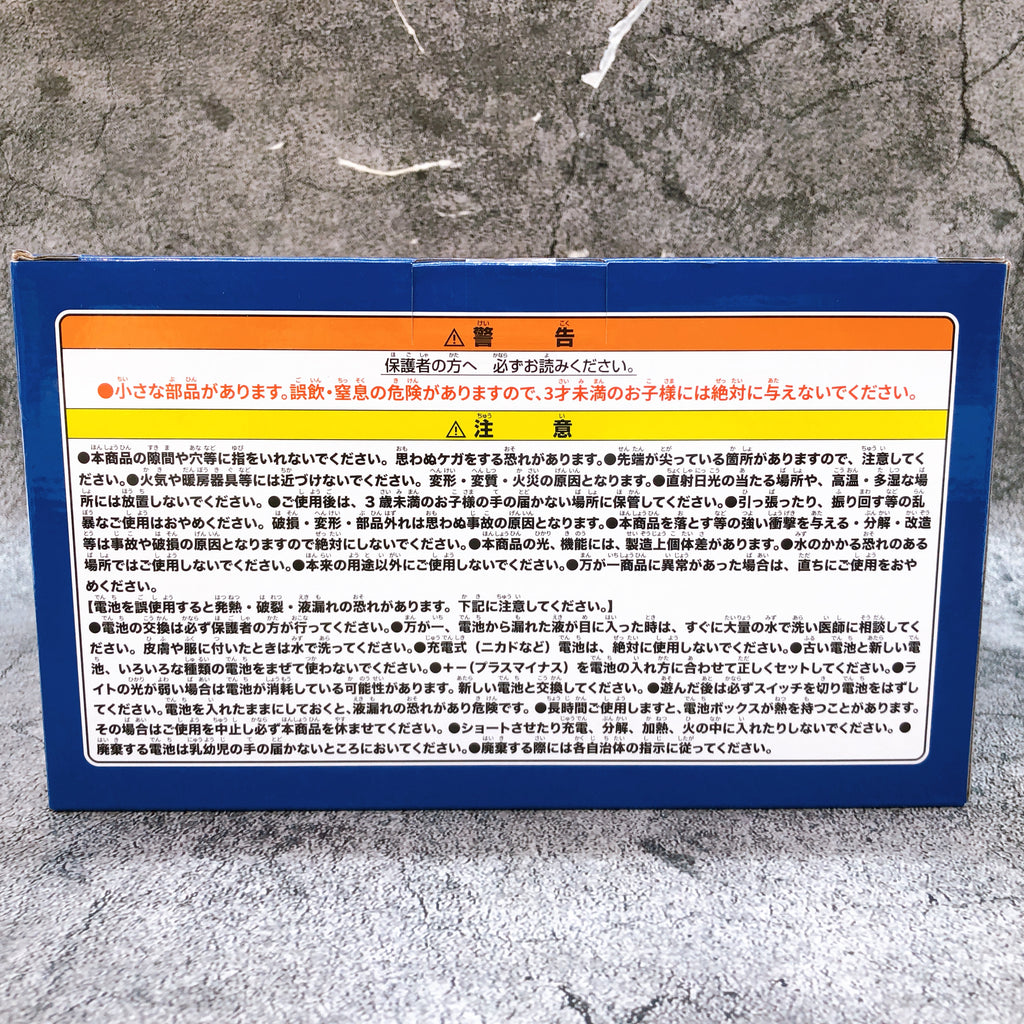 ⚠警告
保護者の方へ 必ずお読みください。
●小さな部品があります。誤飲・窒息の危険がありますので、3才未満のお子様には絶対に与えないでください。
⚠注意
●本商品の隙間や穴等に指をいれないでください。思わぬケガをする恐れがあります。●先端が尖っている箇所がありますので、注意してく
ださい。●火気や暖房器具等には近づけないでください。変形・変質・火災の原因となります。●直射日光の当たる場所や、高温・多湿な場
所には放置しないでください。●ご使用後は、3歳未満のお子様の手の届かない場所に保管してください。●引っ張ったり、振り回す等の乱
暴なご使用はおやめください。破損・変形・部品外れは思わぬ事故の原因となります。●本商品を落とす等の強い衝撃を与える・分解・改造
等は事故や破損の原因となりますので絶対にしないでください。●本商品の光、機能には、製造上個体差があります。●水のかかる恐れのある
場所ではご使用しないでください。●本来の用途以外にご使用しないでください。●万が一商品に異常があった場合は、直ちにご使用をおや
めください。
【電池を誤使用すると発熱・破裂・液漏れの恐れがあります。下記に注意してください。】
●電池の交換は必ず保護者の方が行ってください。●万が一、電池から漏れた液が目に入った時は、すぐに大量の水で洗い医師に相談してく
ださい。皮膚や服に付いたときは水で洗ってください。●充電式(ニカドなど)電池は、絶対に使用しないでください。●古い電池と新しい電
池、いろいろな種類の電池をまぜて使わないでください。●+−(プラスマイナス)を電池の入れ方に合わせて正しくセットしてください。●ラ
イトの光が弱い場合は電池が消耗している可能性があります。新しい電池と交換してください。●遊んだ後は必ずスイッチを切り電池をはずし
てください。電池を入れたままにしておくと、液漏れの恐れがあり危険です。●長時間ご使用しますと、電池ボックスが熱を持つことがあります。
その場合はご使用を中止し必ず本商品を休ませてください。●ショートさせたり充電、分解、加熱、火の中に入れたりしないでください。●
廃棄する電池は乳幼児の手の届かないところにおいてください。●廃棄する際には各自治体の指示に従ってください。